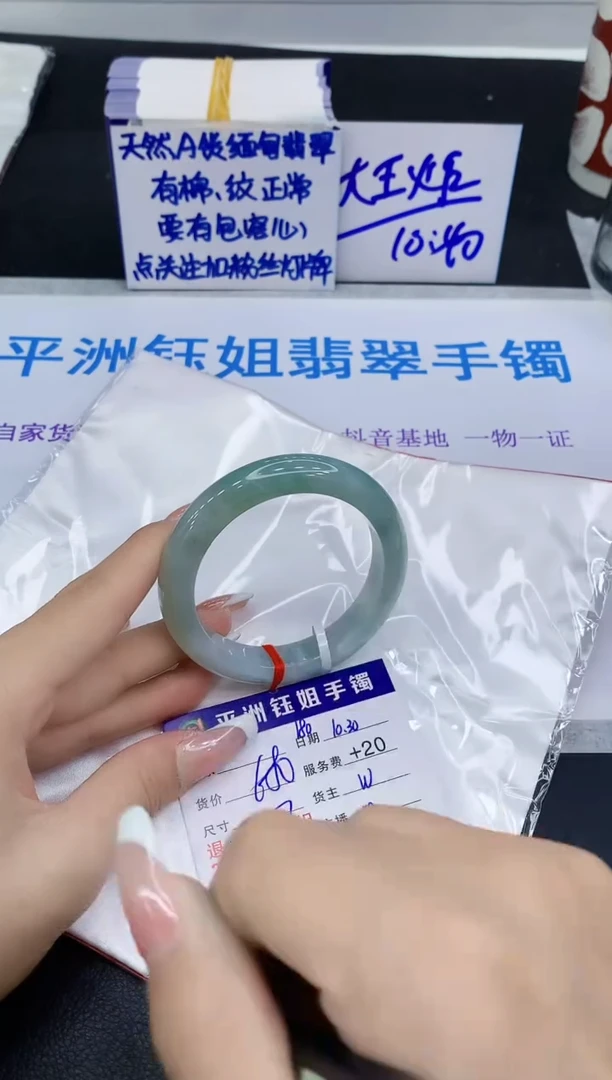 天然A货缅甸翡翠
有棉、纹正常
要有包容心
点关注加粉丝灯牌
大王炮
平洲钰姐翡翠手镯
自家货
抖音基地 一物一证
平洲钰姐手镯
180
日期 10.30
服务费 +20
货价
货主 W
尺寸
退